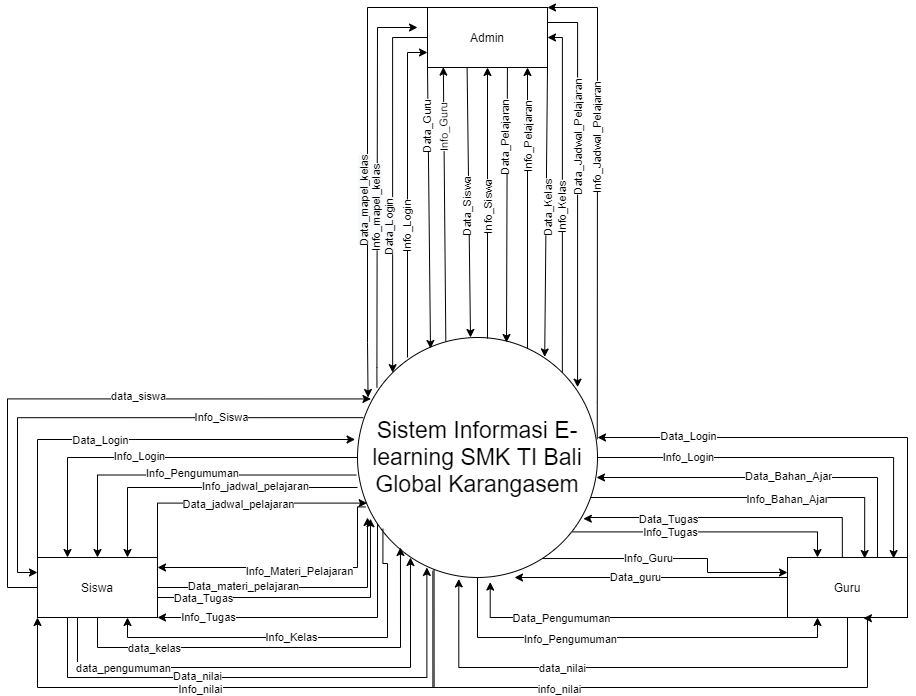 Admin
Data_mapel_kelas
Info_mapel_kelas
Data_Login
Info_Login
Data_Guru
Info_Guru
Data_Siswa
Info_Siswa
Data_Pelajaran
Info_Pelajaran
Data_Kelas
Info_Kelas
Data_Jadwal_Pelajaran
Info_Jadwal_Pelajaran
Sistem Informasi E-
learning SMK TI Bali
Global Karangasem
data_siswa
Info_Siswa
Data_Login
Info_Login
Info_Pengumuman
Info_jadwal_pelajaran
Data_jadwal_pelajaran
Info_Materi_Pelajaran
Siswa
Data_materi_pelajaran
Data_Tugas
Info_Tugas
Info_Kelas
data_kelas
data_pengumuman
Data_nilai
Info_nilai
Data_Login
Info_Login
Data_Bahan_Ajar
Info_Bahan_Ajar
Data_Tugas
Info_Tugas
Info_Guru
Data_guru
Guru
Data_Pengumuman
Info_Pengumuman
data_nilai
info_nilai